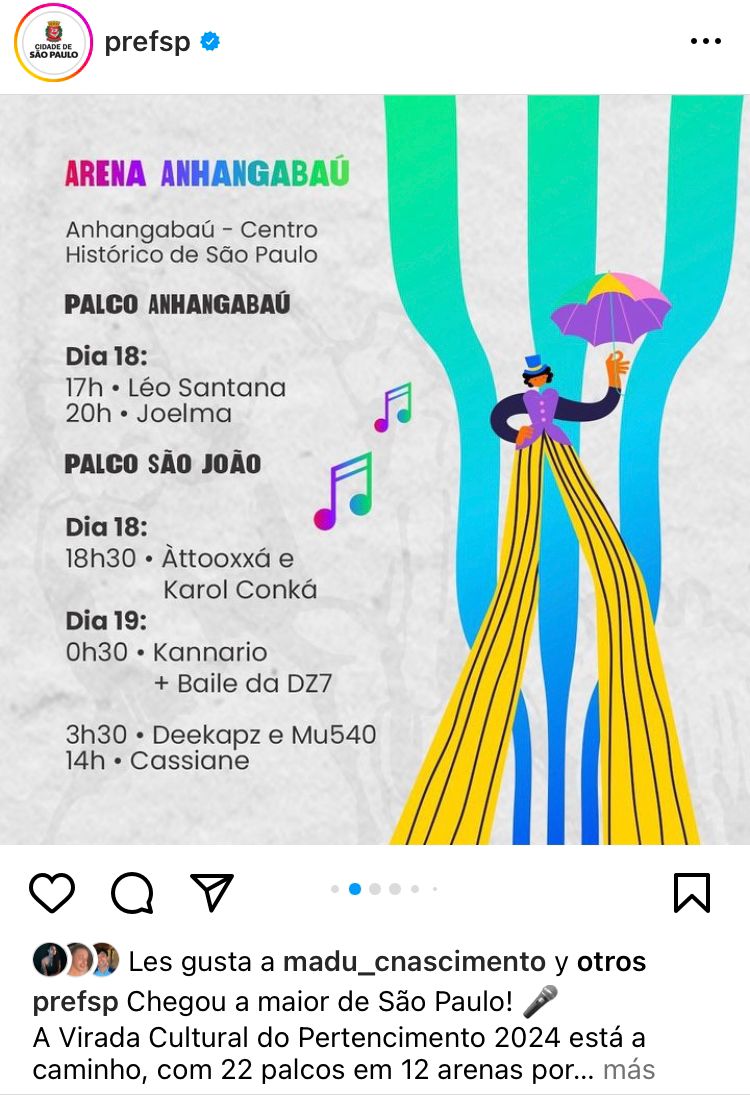 CIDADE DE
SÃO PAULO
prefsp
ARENA ANHANGABAÚ
Anhangabaú - Centro
Histórico de São Paulo
PALCO ANHANGABAÚ
Dia 18:
17h • Léo Santana
20h • Joelma
PALCO SÃO JOÃO
Dia 18:
18h30 • Àttooxxá e
Karol Conká
Dia 19:
0h30 • Kannario
+ Baile da DZ7
3h30 • Deekapz e Mu540
14h • Cassiane
Les gusta a madu_cnascimento y otros
prefsp Chegou a maior de São Paulo! 🎤
A Virada Cultural do Pertencimento 2024 está a
caminho, com 22 palcos em 12 arenas por... más